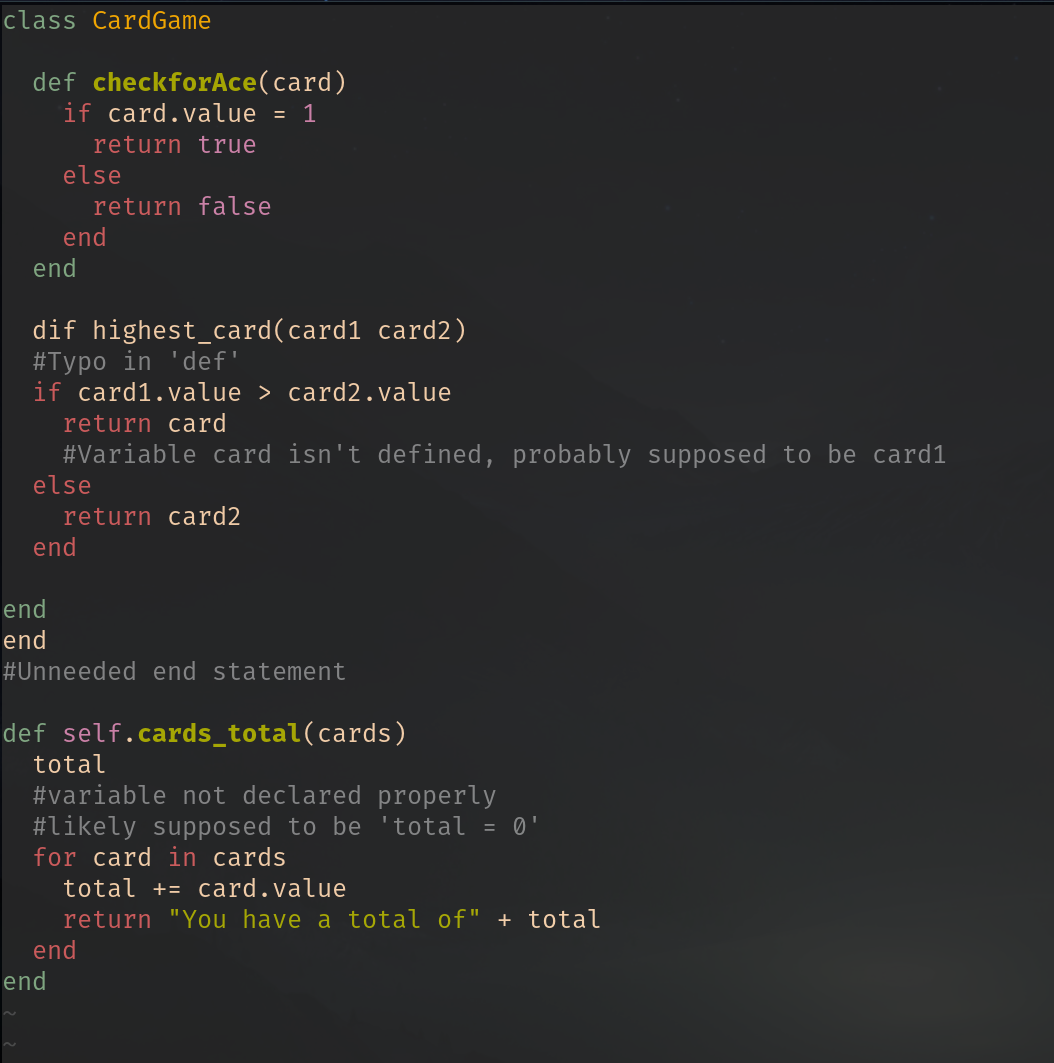 class CardGame
def checkforAce(card)
if card.value = 1
return true
else
return false
end
end
dif highest_card(card1 card2)
#Typo in 'def'
if card1.value > card2.value
return card
#Variable card isn't defined, probably supposed to be card1
else
return card2
end
end
end
#Unneeded end statement
def self.cards_total(cards)
total
#variable not declared properly
#likely supposed to be 'total = 0'
for card in cards
total += card.value
return "You have a total of" + total
end
end
~
~